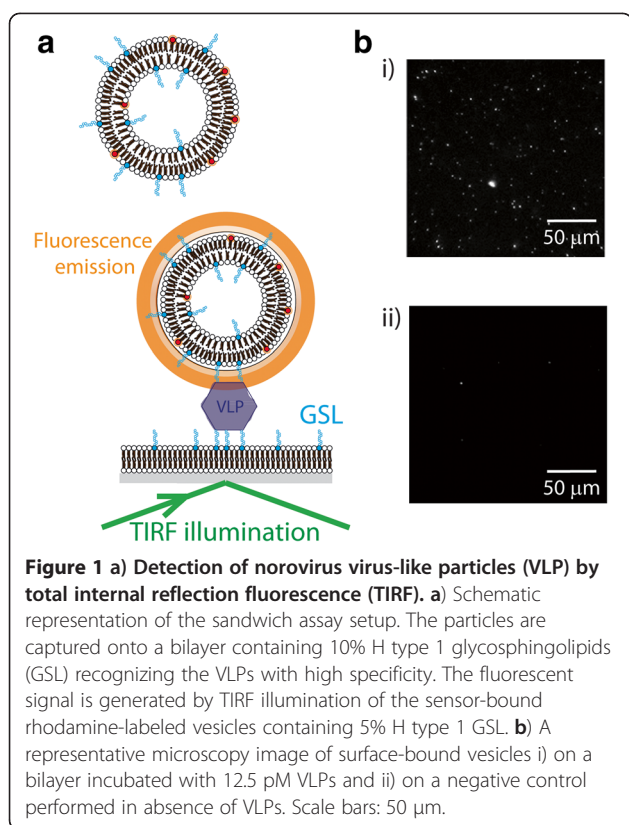 a
b
i)
50 µm
Fluorescence
emission
ii)
VLP
GSL
50 µm
TIRF illumination
Figure 1 a) Detection of norovirus virus-like particles (VLP) by
total internal reflection fluorescence (TIRF). a) Schematic
representation of the sandwich assay setup. The particles are
captured onto a bilayer containing 10% H type 1 glycosphingolipids
(GSL) recognizing the VLPs with high specificity. The fluorescent
signal is generated by TIRF illumination of the sensor-bound
rhodamine-labeled vesicles containing 5% H type 1 GSL. b) A
representative microscopy image of surface-bound vesicles i) on a
bilayer incubated with 12.5 pM VLPs and ii) on a negative control
performed in absence of VLPs. Scale bars: 50 µm.